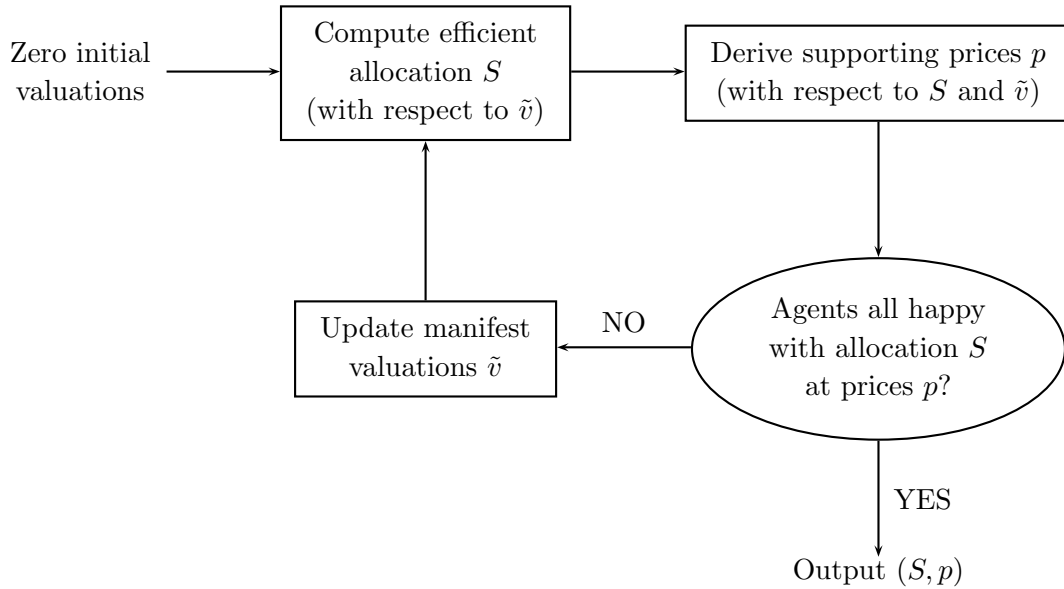 Zero initial
valuations
Compute efficient
allocation S
(with respect to ṽ)
Derive supporting prices p
(with respect to S and ṽ)
Agents all happy
with allocation S
at prices p?
NO
Update manifest
valuations ṽ
YES
Output (S, p)